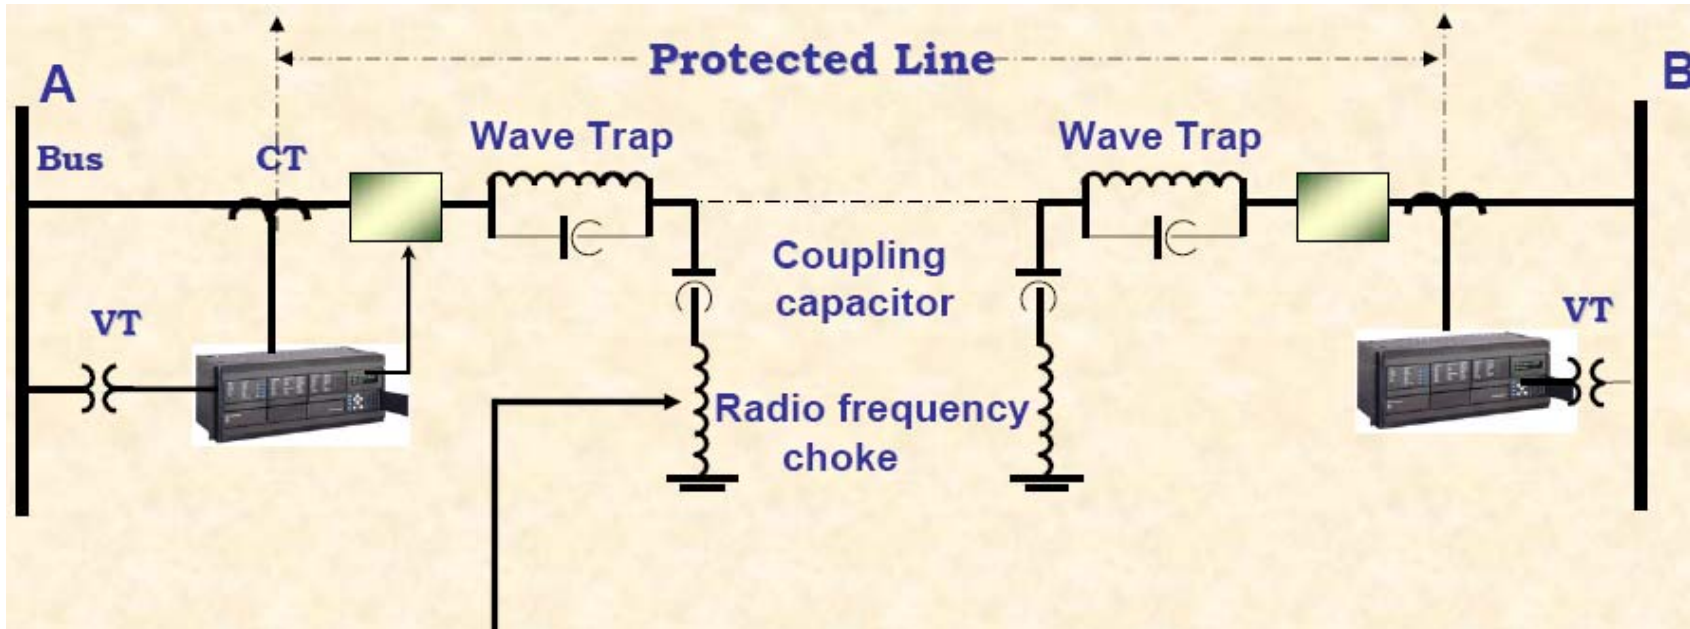 Protected Line
A
B
Bus
CT
Wave Trap
Wave Trap
Coupling
capacitor
VT
VT
Radio frequency
choke